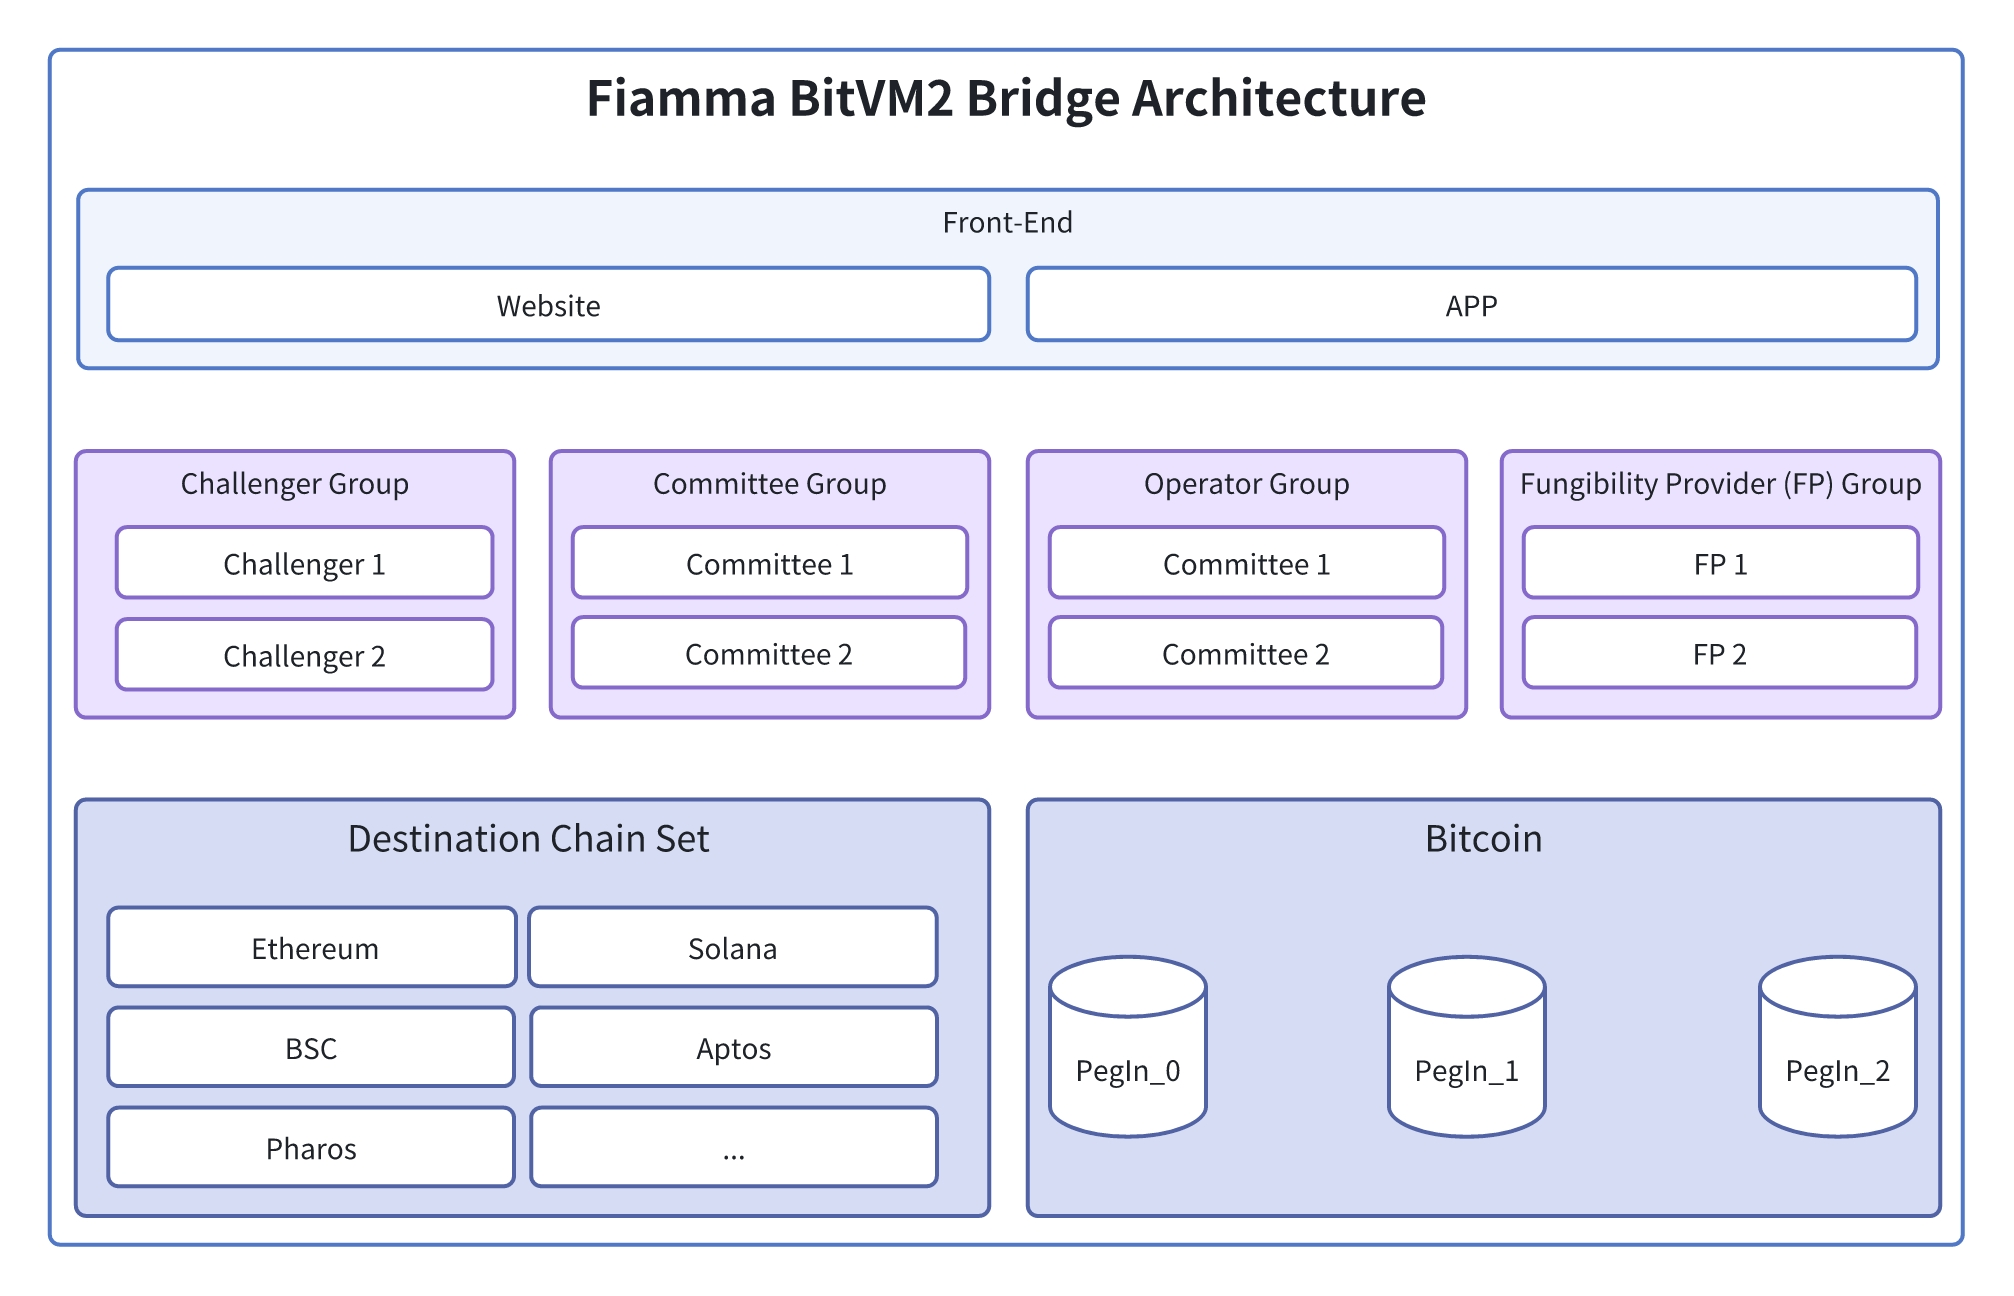 Fiamma BitVM2 Bridge Architecture
Front-End
Website
APP
Challenger Group
Challenger 1
Challenger 2
Committee Group
Committee 1
Committee 2
Operator Group
Committee 1
Committee 2
Fungibility Provider (FP) Group
FP 1
FP 2
Destination Chain Set
Ethereum
Solana
BSC
Aptos
Pharos
...
Bitcoin
PegIn_0
PegIn_1
PegIn_2